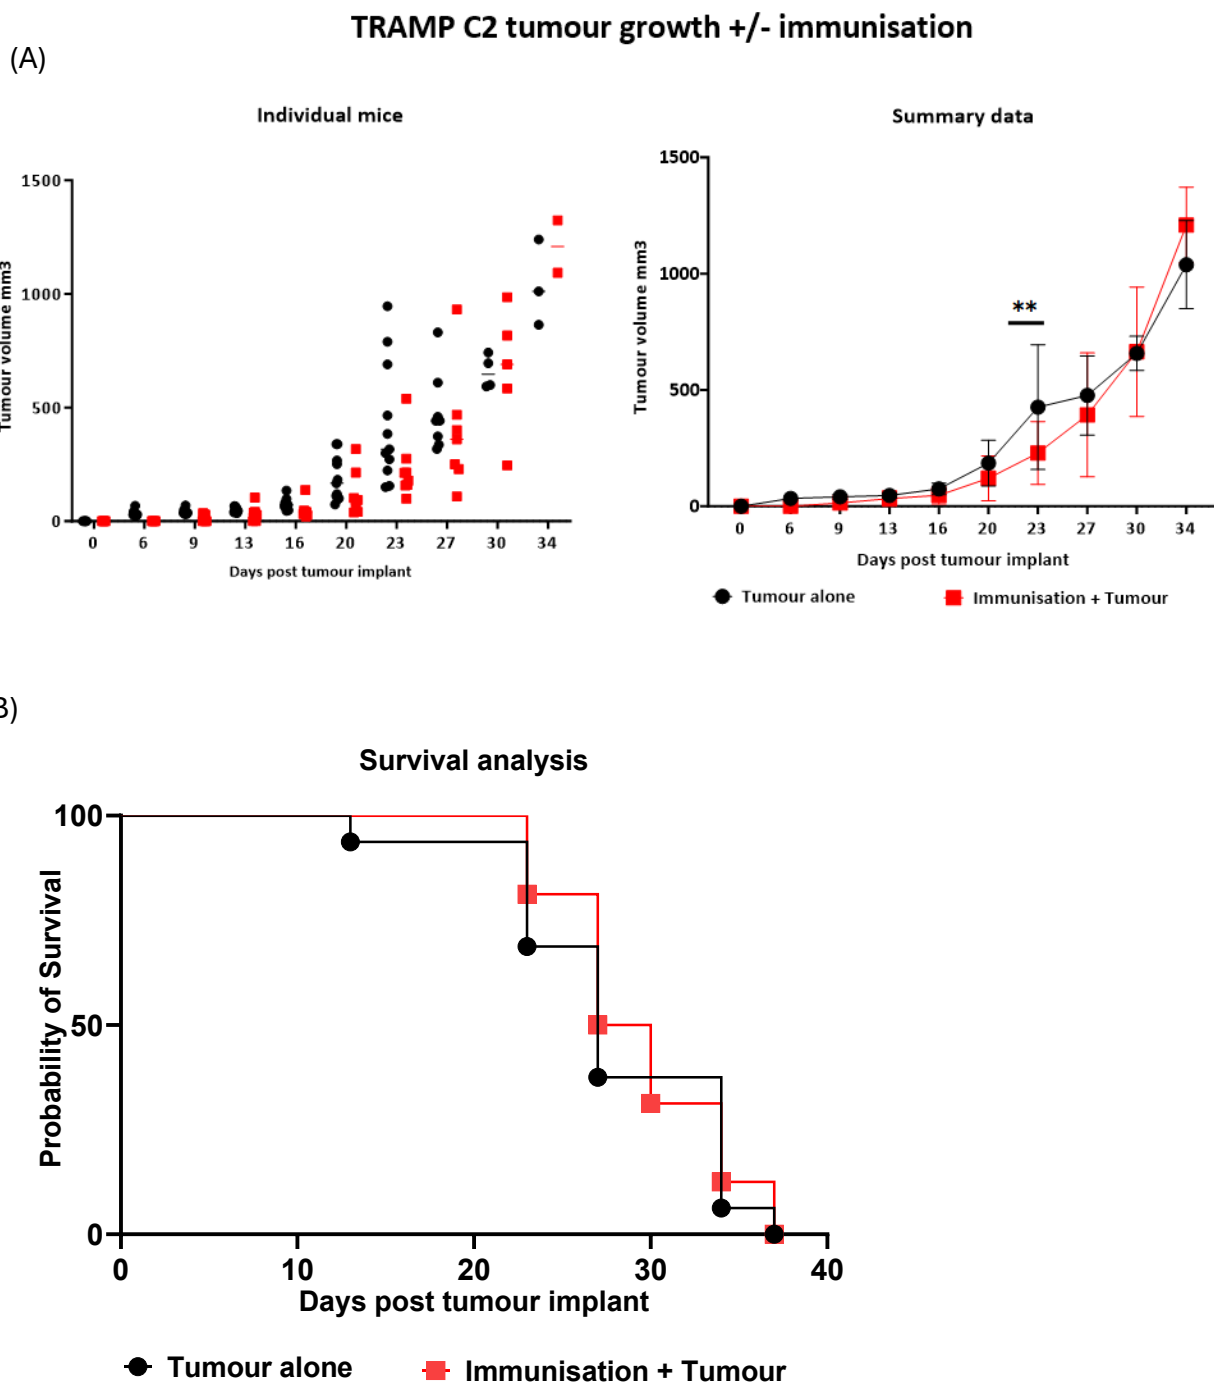 TRAMP C2 tumour growth +/- immunisation
(A)
Individual mice
Summary data
1500
1000
500
0
Tumour volume mm3
0 6 9 13 16 20 23 27 30 34
Days post tumour implant
1500
1000
500
0
Tumour volume mm3
**
0 6 9 13 16 20 23 27 30 34
Days post tumour implant
Tumour alone
Immunisation + Tumour
B)
Survival analysis
100
50
0
Probability of Survival
0 10 20 30 40
Days post tumour implant
Tumour alone
Immunisation + Tumour